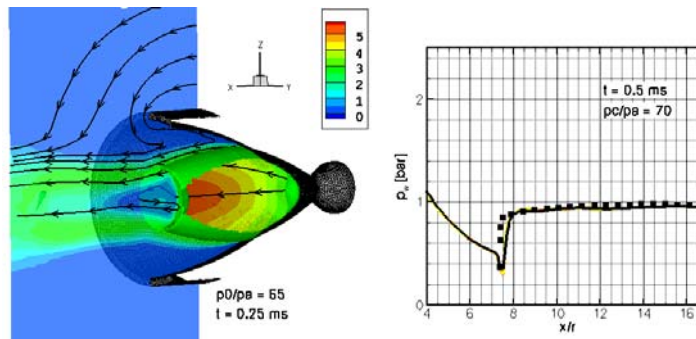 Z
X
Y
5
4
3
2
1
0
p0/pa = 65
t = 0.25 ms
2
1
0
p_w [bar]
t = 0.5 ms
pc/pa = 70
4
6
8
10
12
14
16
x/r